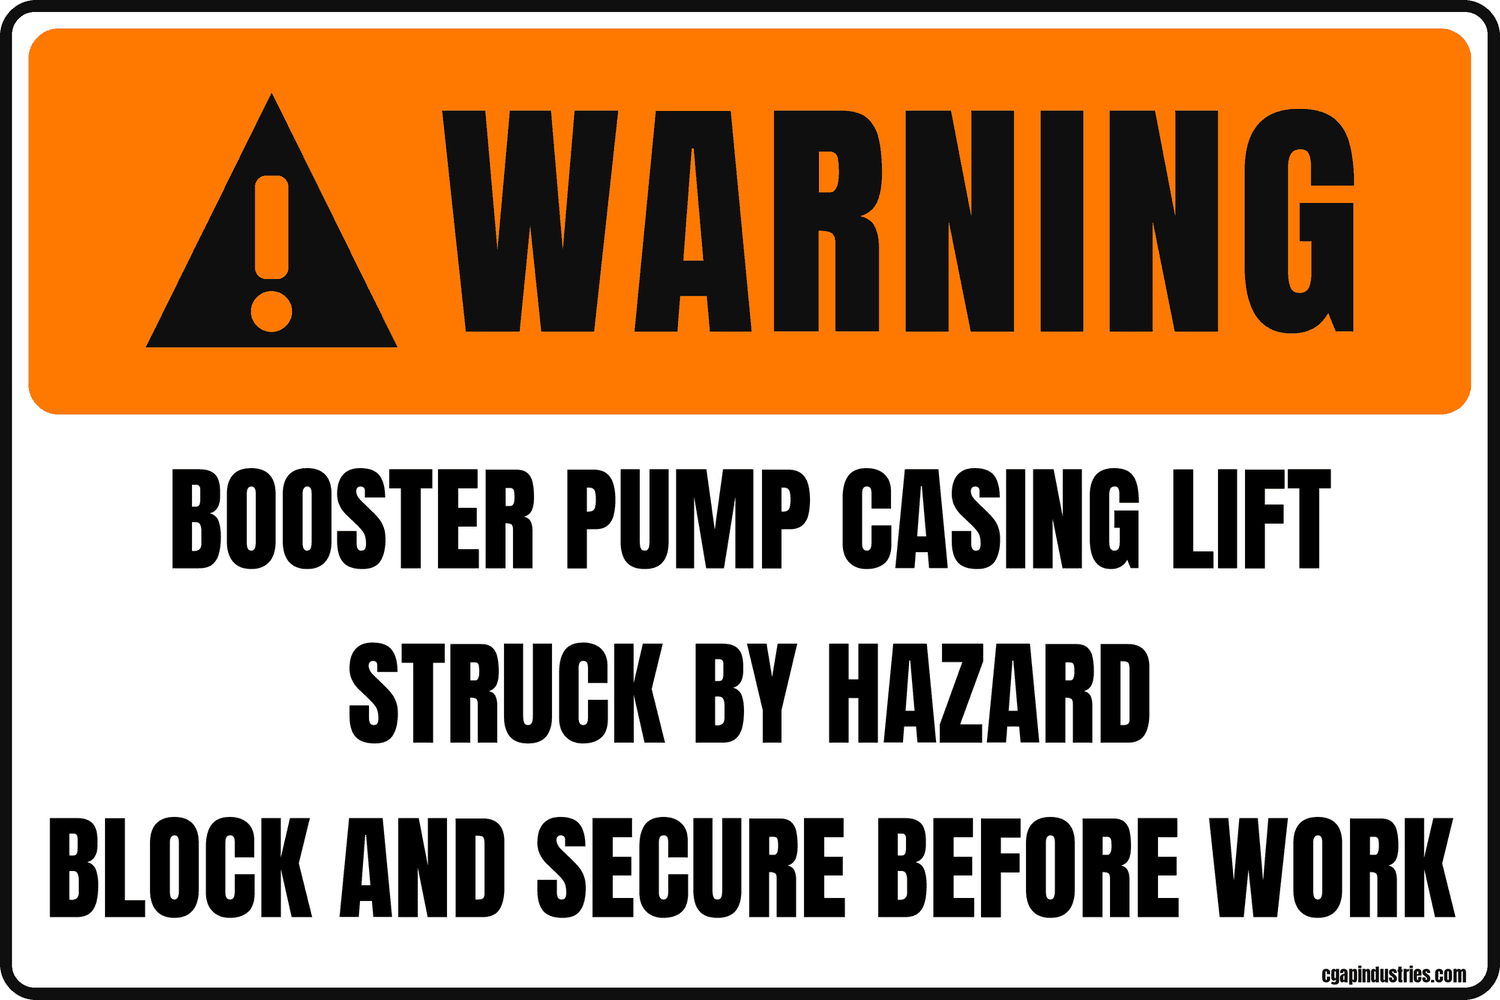 WARNING
BOOSTER PUMP CASING LIFT
STRUCK BY HAZARD
BLOCK AND SECURE BEFORE WORK
cgapindustries.com